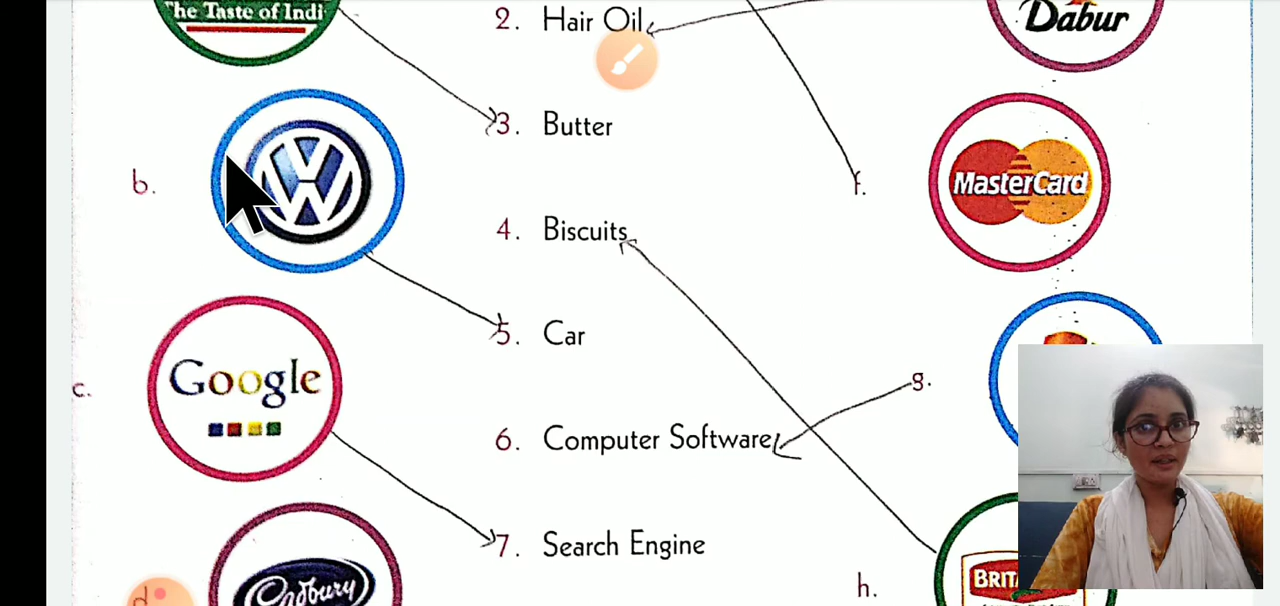 The Taste of Indi
2. Hair Oil
Dabur
3. Butter
b.
f.
MasterCard
4. Biscuits
5. Car
c.
Google
g.
6. Computer Software
7. Search Engine
d
Cadbury
h.
BRIT